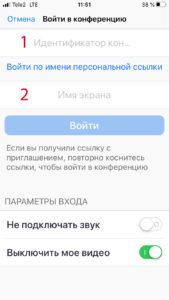 Tele2 LTE 11:51 38 %
Отмена Войти в конференцию
1 Идентификатор кон...
Войти по имени персональной ссылки
2 Имя экрана
Войти
Если вы получили ссылку с
приглашением, повторно коснитесь
ссылки, чтобы войти в конференцию
ПАРАМЕТРЫ ВХОДА
Не подключать звук
Выключить мое видео